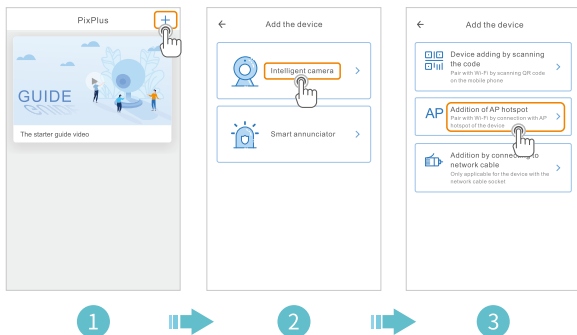 PixPlus
GUIDE
The starter guide video
Add the device
Intelligent camera
Smart annunciator
Add the device
Device adding by scanning
the code
Pair with Wi-Fi by scanning QR code
on the mobile phone
AP
Addition of AP hotspot
Pair with Wi-Fi by connection with AP
hotspot of the device
Addition by connecting to
network cable
Only applicable for the device with the
network cable socket
1
2
3